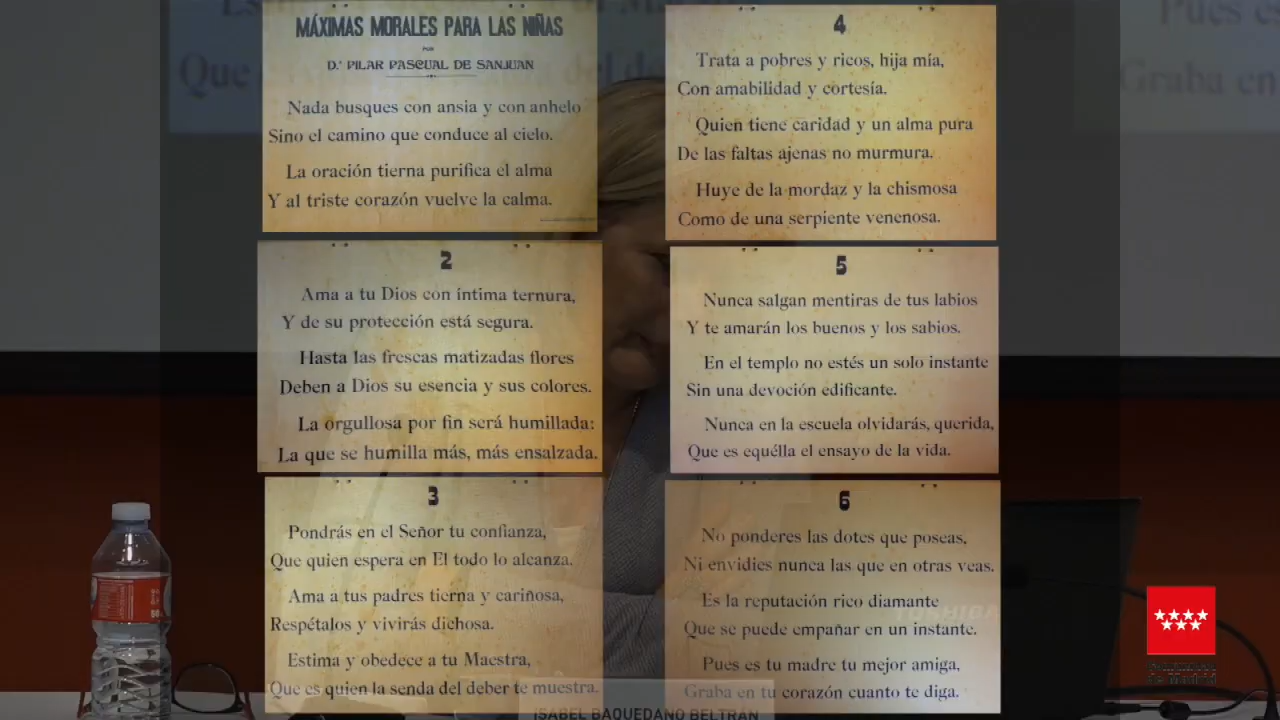 MÁXIMAS MORALES PARA LAS NIÑAS
POR
D.ª PILAR PASCUAL DE SANJUAN
Nada busques con ansia y con anhelo
Sino el camino que conduce al cielo.
La oración tierna purifica el alma
Y al triste corazón vuelve la calma.
2
Ama a tu Dios con íntima ternura,
Y de su protección está segura.
Hasta las frescas matizadas flores
Deben a Dios su esencia y sus colores.
La orgullosa por fin será humillada:
La que se humilla más, más ensalzada.
3
Pondrás en el Señor tu confianza,
Que quien espera en El todo lo alcanza.
Ama a tus padres tierna y cariñosa,
Respétalos y vivirás dichosa.
Estima y obedece a tu Maestra,
Que es quien la senda del deber te muestra.
4
Trata a pobres y ricos, hija mía,
Con amabilidad y cortesía.
Quien tiene caridad y un alma pura
De las faltas ajenas no murmura.
Huye de la mordaz y la chismosa
Como de una serpiente venenosa.
5
Nunca salgan mentiras de tus labios
Y te amarán los buenos y los sabios.
En el templo no estés un solo instante
Sin una devoción edificante.
Nunca en la escuela olvidarás, querida,
Que es equélla el ensayo de la vida.
6
No ponderes las dotes que poseas,
Ni envidies nunca las que en otras veas.
Es la reputación rico diamante
Que se puede empañar en un instante.
Pues es tu madre tu mejor amiga,
Graba en tu corazón cuanto te diga.
Pues es
Graba en
Que
TOSHIBA
de Madrid
ISABEL BAQUEDANO BELTRÁN